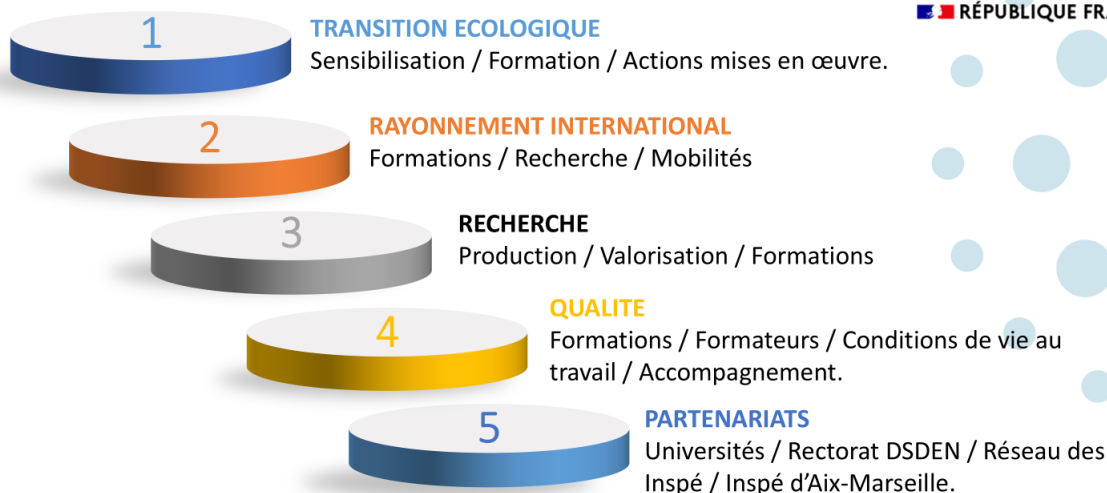 RÉPUBLIQUE FRA
1
TRANSITION ECOLOGIQUE
Sensibilisation / Formation / Actions mises en œuvre.
2
RAYONNEMENT INTERNATIONAL
Formations / Recherche / Mobilités
3
RECHERCHE
Production / Valorisation / Formations
4
QUALITE
Formations / Formateurs / Conditions de vie au
travail / Accompagnement.
5
PARTENARIATS
Universités / Rectorat DSDEN / Réseau des
Inspé / Inspé d'Aix-Marseille.